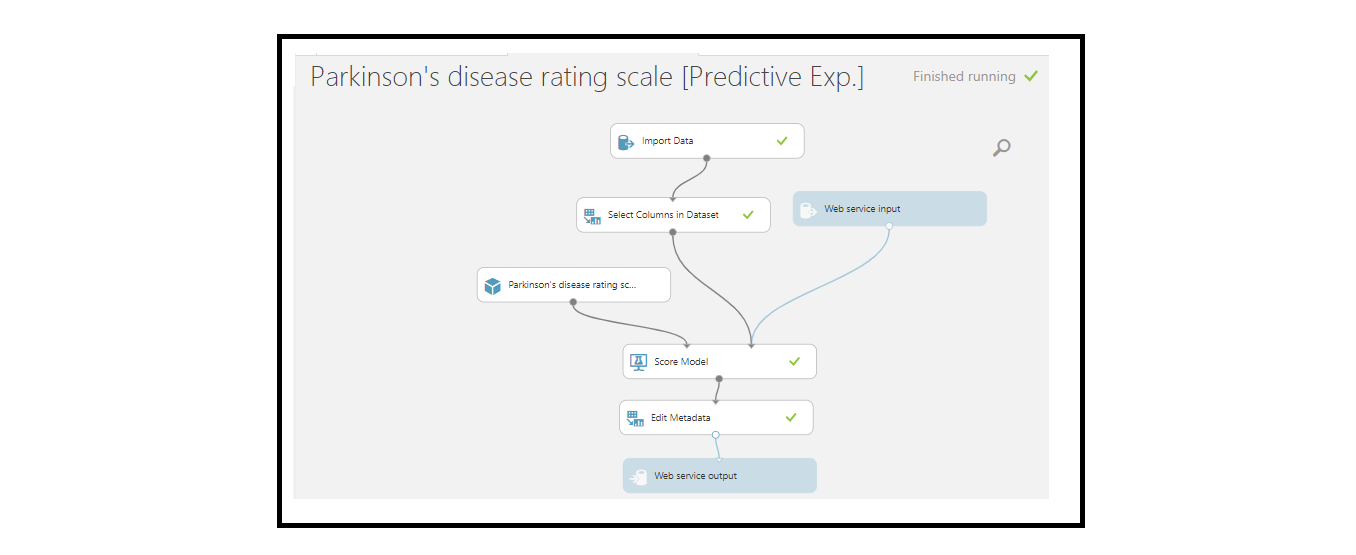 Parkinson's disease rating scale [Predictive Exp.]
Finished running
Import Data
Select Columns in Dataset
Web service input
Parkinson's disease rating sc...
Score Model
Edit Metadata
Web service output